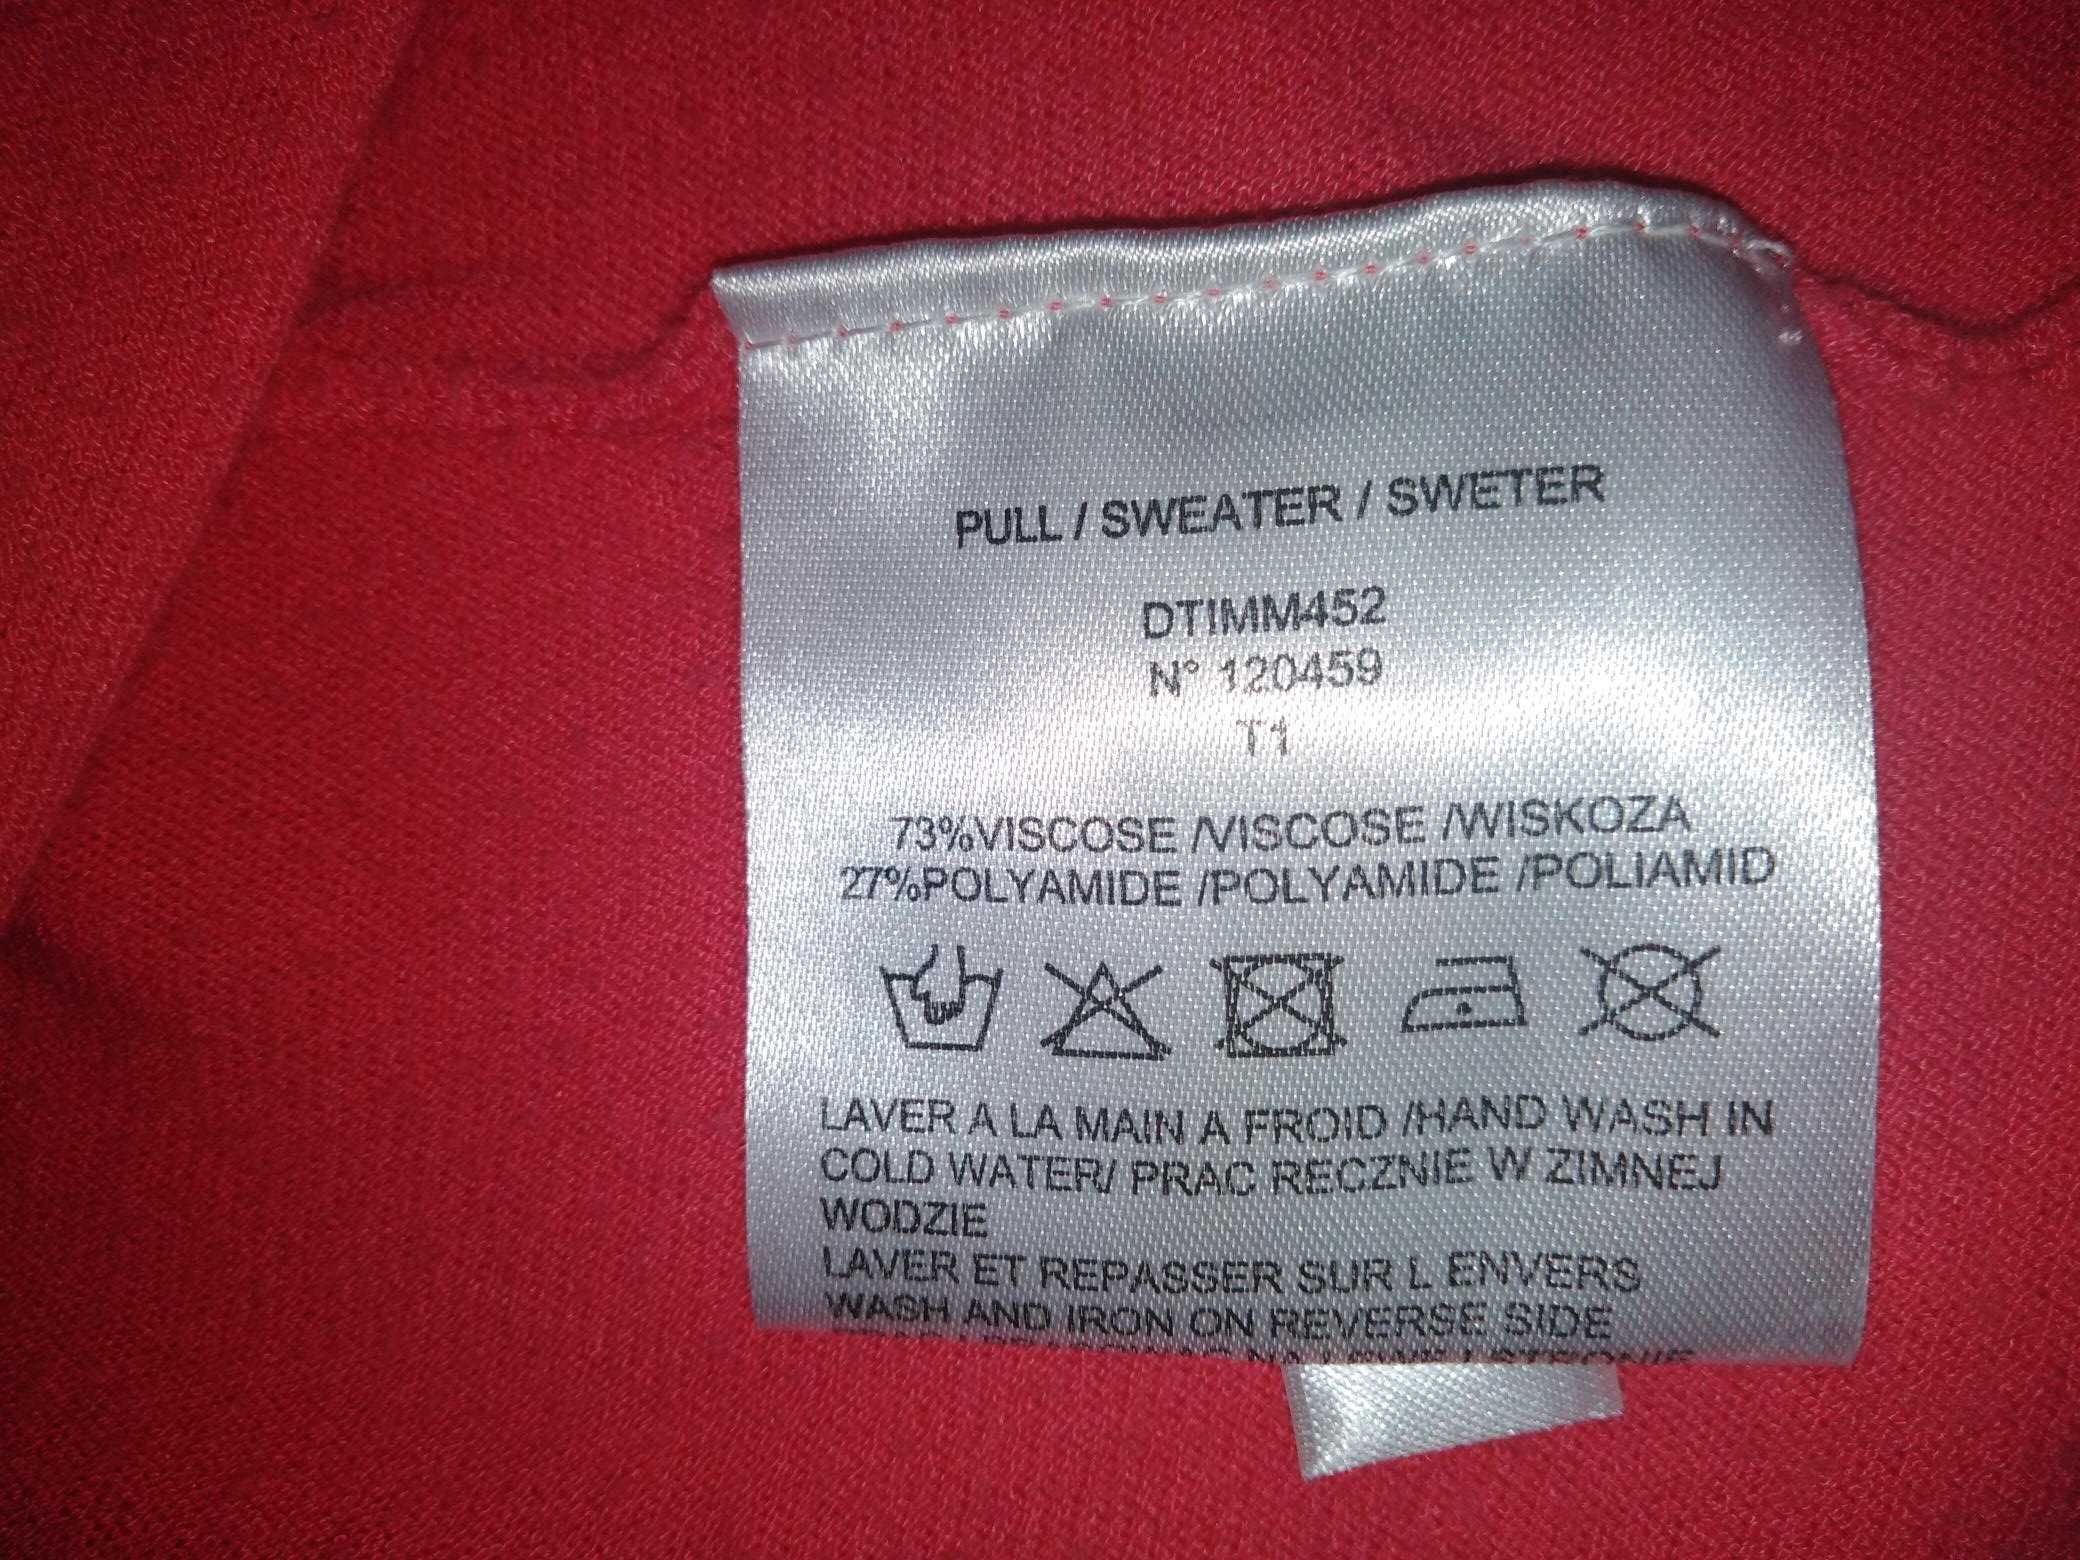 PULL / SWEATER / SWETER
DTIMM452
N° 120459
T1
73%VISCOSE /VISCOSE /WISKOZA
27%POLYAMIDE /POLYAMIDE /POLIAMID
LAVER A LA MAIN A FROID /HAND WASH IN
COLD WATER/ PRAC RECZNIE W ZIMNEJ
WODZIE
LAVER ET REPASSER SUR L ENVERS
WASH AND IRON ON REVERSE SIDE